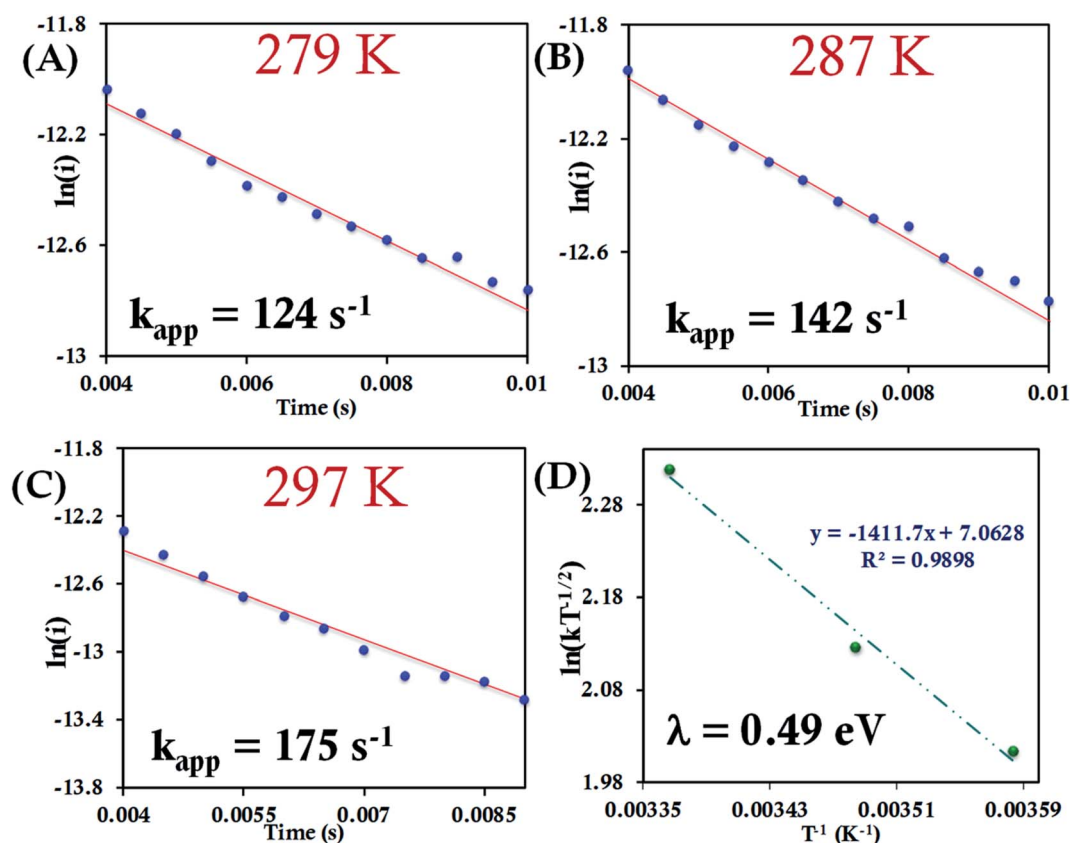 (A)
279 K
-11.8
-12.2
-12.6
-13
ln(i)
k_app = 124 s⁻¹
0.004
0.006
0.008
0.01
Time (s)
(B)
287 K
-11.8
-12.2
-12.6
-13
ln(i)
k_app = 142 s⁻¹
0.004
0.006
0.008
0.01
Time (s)
(C)
297 K
-11.8
-12.2
-12.6
-13
-13.4
-13.8
ln(i)
k_app = 175 s⁻¹
0.004
0.0055
0.007
0.0085
Time (s)
(D)
2.28
2.18
2.08
1.98
ln(kT⁻¹/²)
y = -1411.7x + 7.0628
R² = 0.9898
λ = 0.49 eV
0.00335
0.00343
0.00351
0.00359
T⁻¹ (K⁻¹)